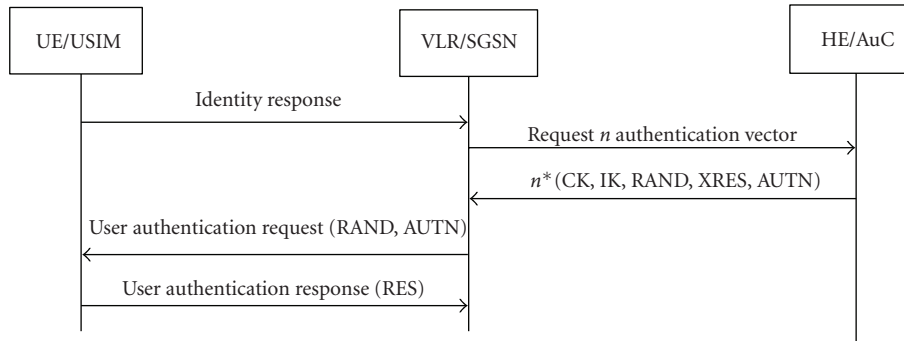 UE/USIM
VLR/SGSN
HE/AuC
Identity response
Request n authentication vector
n* (CK, IK, RAND, XRES, AUTN)
User authentication request (RAND, AUTN)
User authentication response (RES)